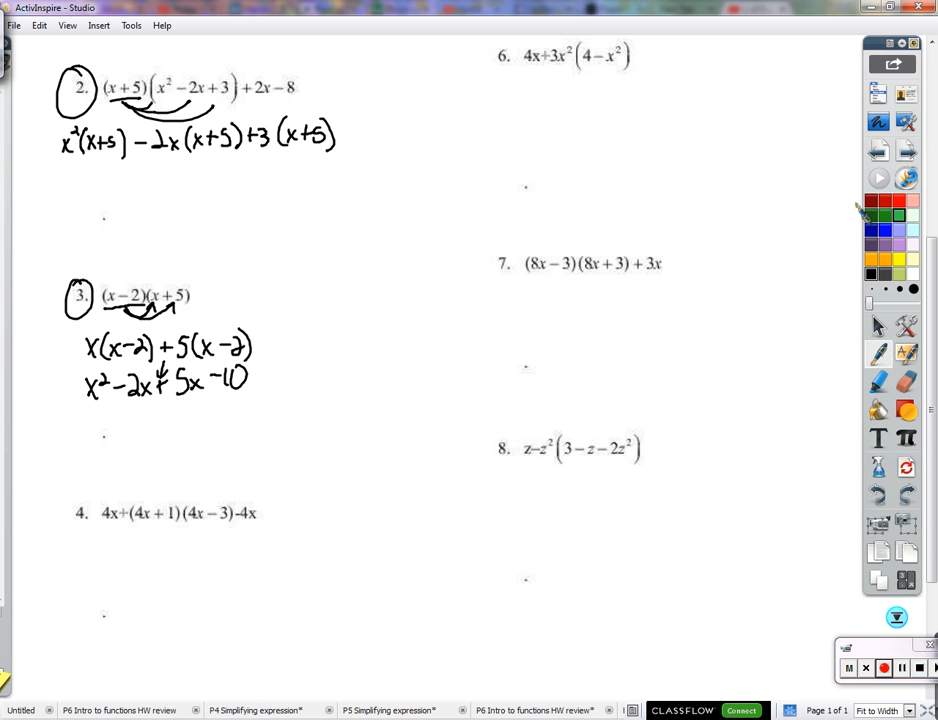 ActivInspire - Studio
File Edit View Insert Tools Help
2. (x + 5)(x² − 2x + 3) + 2x − 8
x²(x+5) − 2x(x+5) +3(x+5)
3. (x − 2)(x + 5)
x(x−2) + 5(x −2)
x² −2x + 5x −10
4. 4x+(4x + 1)(4x − 3)-4x
6. 4x+3x²(4 − x²)
7. (8x − 3)(8x + 3) + 3x
8. z−z²(3 − z − 2z²)
T π
M
Untitled P6 Intro to functions HW review P4 Simplifying expression* P5 Simplifying expression* P6 Intro to functions HW review* CLASSFLOW Connect Page 1 of 1 Fit to Width